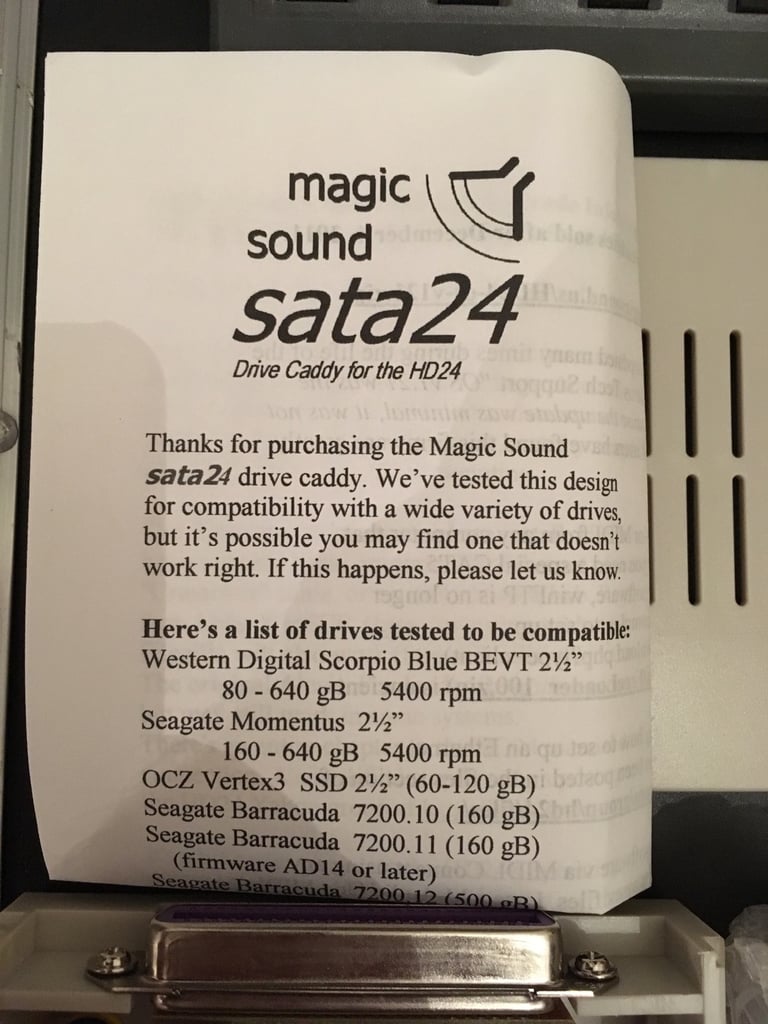 magic
sound
sata24
Drive Caddy for the HD24
Thanks for purchasing the Magic Sound
sata24 drive caddy. We've tested this design
for compatibility with a wide variety of drives,
but it's possible you may find one that doesn't
work right. If this happens, please let us know.
Here's a list of drives tested to be compatible:
Western Digital Scorpio Blue BEVT 2½”
80 - 640 gB 5400 rpm
Seagate Momentus 2½”
160 - 640 gB 5400 rpm
OCZ Vertex3 SSD 2½” (60-120 gB)
Seagate Barracuda 7200.10 (160 gB)
Seagate Barracuda 7200.11 (160 gB)
(firmware AD14 or later)
Seagate Barracuda 7200.12 (500 gB)